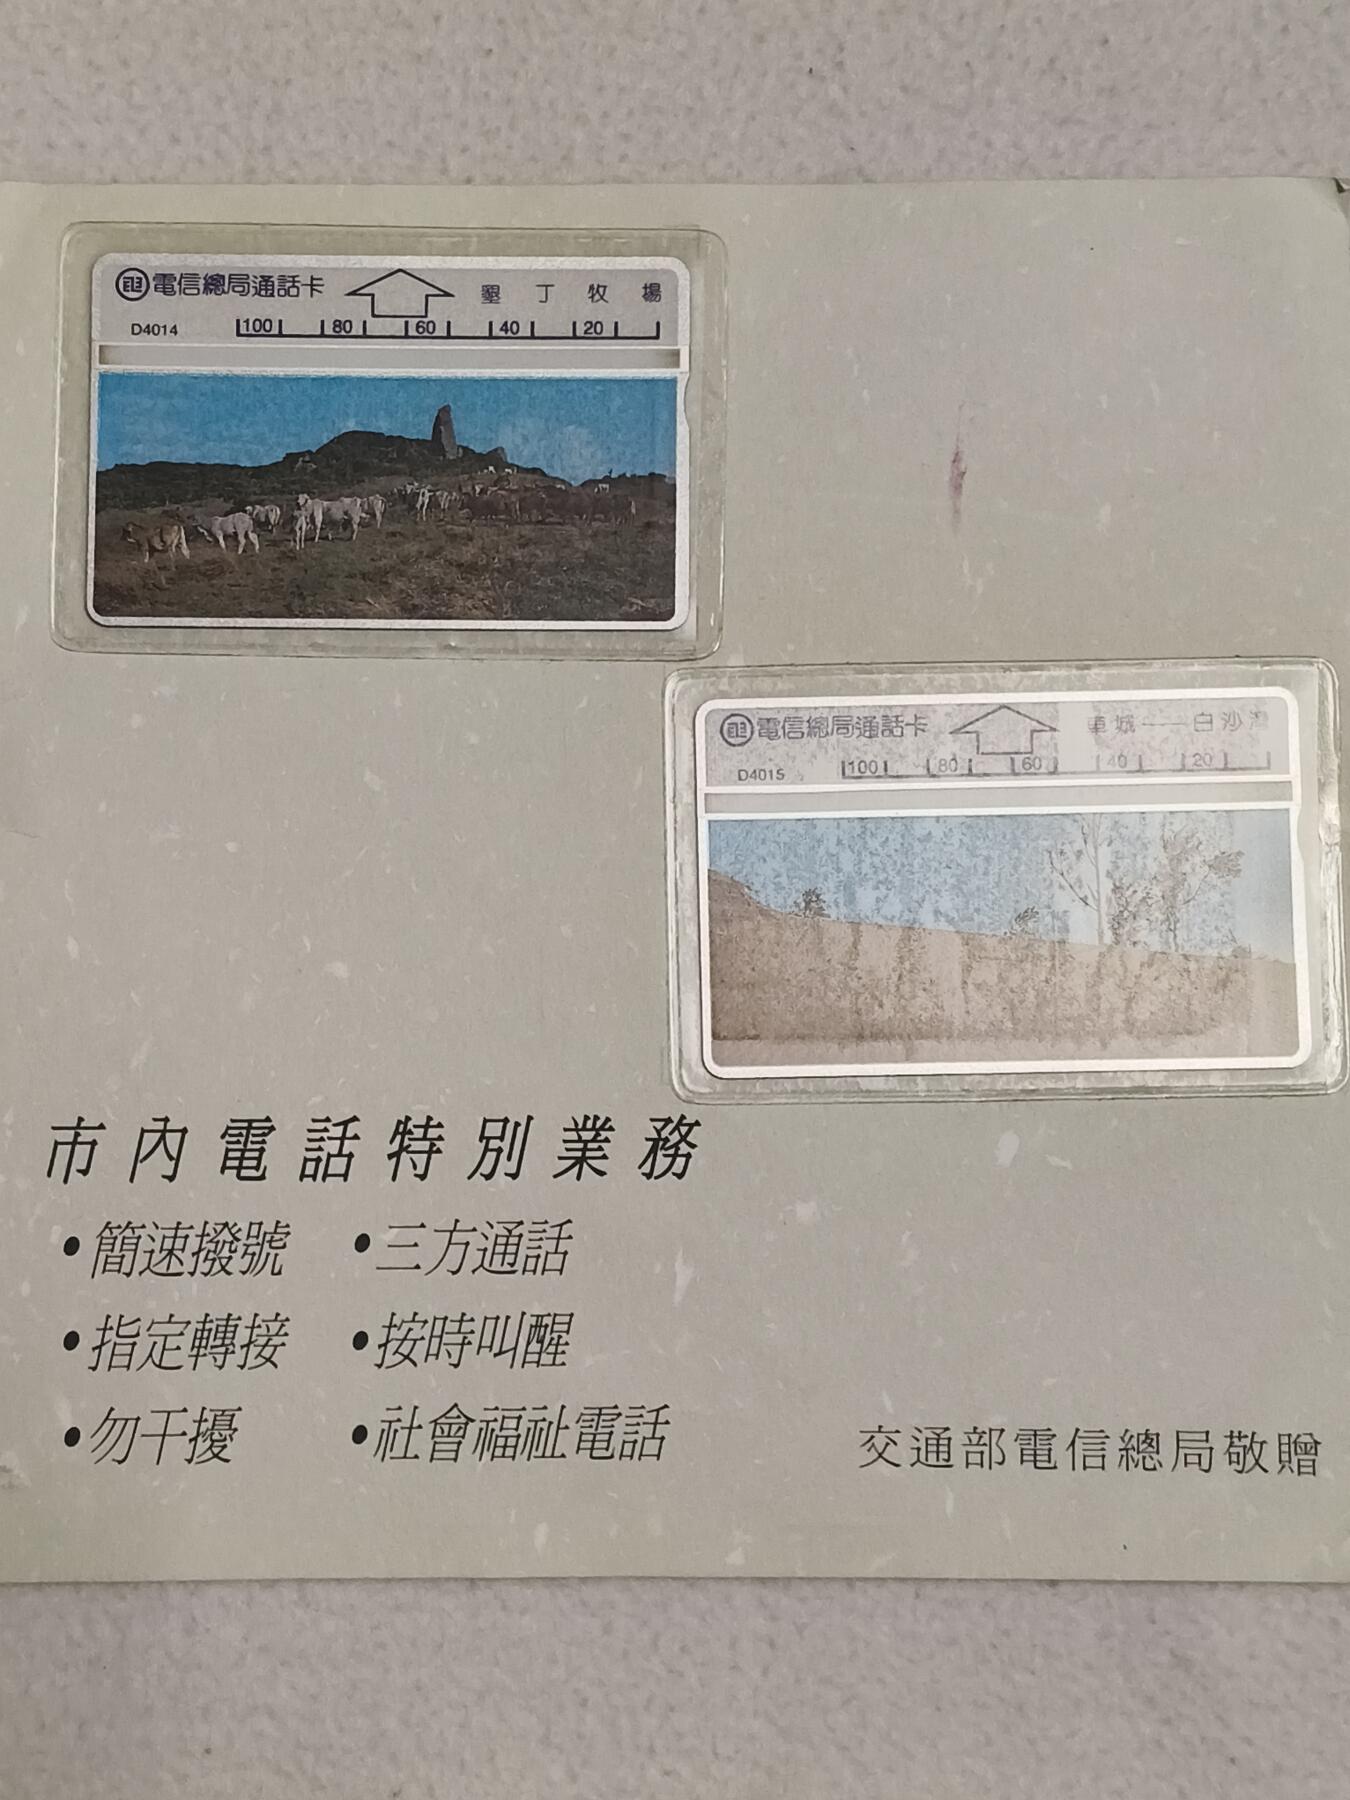 電信總局通話卡 墾丁牧場
D4014 100 80 60 40 20
電信總局通話卡 車城——白沙灣
D4015 100 80 60 40 20
市內電話特別業務
•簡速撥號 •三方通話
•指定轉接 •按時叫醒
•勿干擾 •社會福祉電話
交通部電信總局敬贈